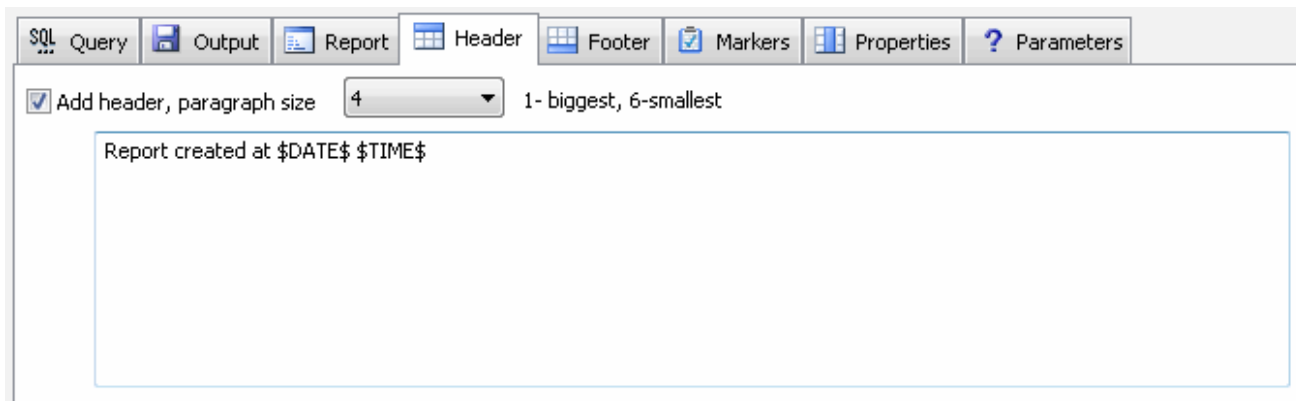 SQL Query Output Report Header Footer Markers Properties ? Parameters
Add header, paragraph size 4 1- biggest, 6-smallest
Report created at $DATE$ $TIME$